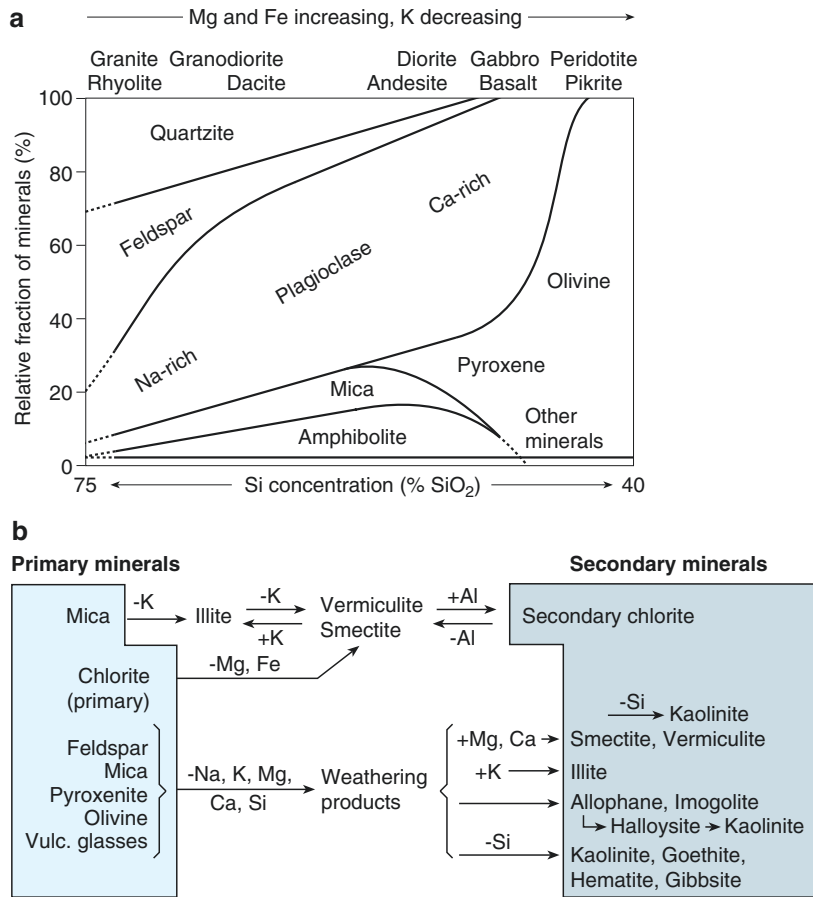 a
Mg and Fe increasing, K decreasing
Granite Granodiorite Diorite Gabbro Peridotite
Rhyolite Dacite Andesite Basalt Pikrite
Relative fraction of minerals (%)
100
80
60
40
20
0
Quartzite
Feldspar
Ca-rich
Plagioclase
Olivine
Na-rich
Pyroxene
Mica
Other
minerals
Amphibolite
75 Si concentration (% SiO₂) 40
b
Primary minerals
Secondary minerals
Mica
-K
Illite
-K
+K
Vermiculite
Smectite
+Al
-Al
Secondary chlorite
Chlorite
(primary)
-Mg, Fe
-Si
Kaolinite
Feldspar
Mica
Pyroxenite
Olivine
Vulc. glasses
-Na, K, Mg,
Ca, Si
Weathering
products
+Mg, Ca
Smectite, Vermiculite
+K
Illite
Allophane, Imogolite
Halloysite Kaolinite
-Si
Kaolinite, Goethite,
Hematite, Gibbsite